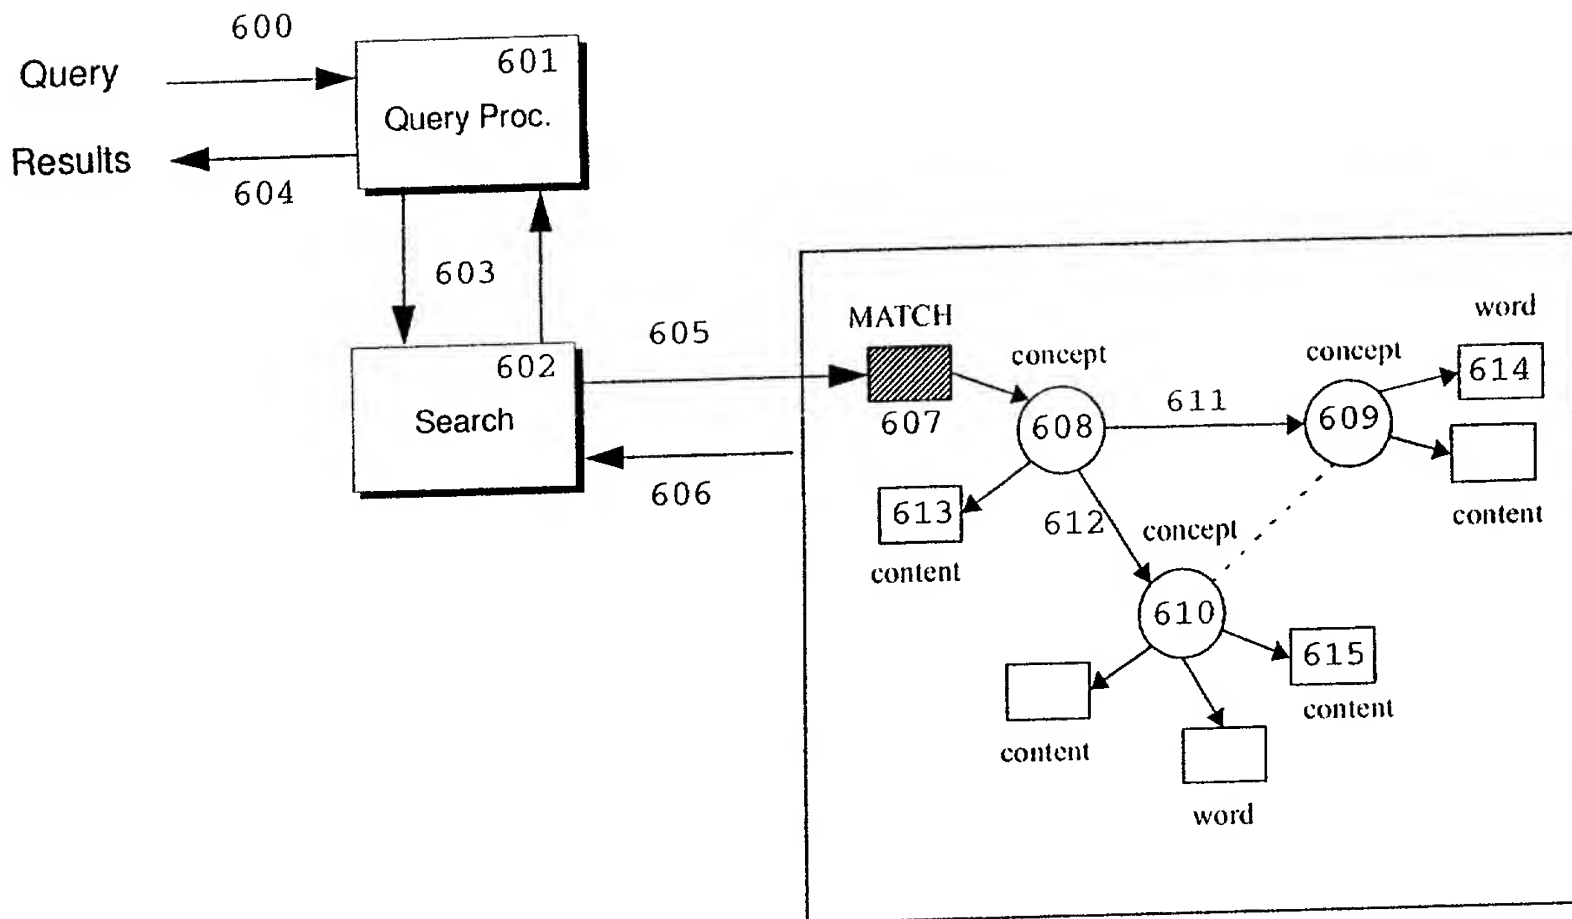 600
Query
601
Query Proc.
Results
604
603
602
Search
605
606
MATCH
607
concept
608
611
concept
609
word
614
content
613
content
612
concept
610
615
content
content
word